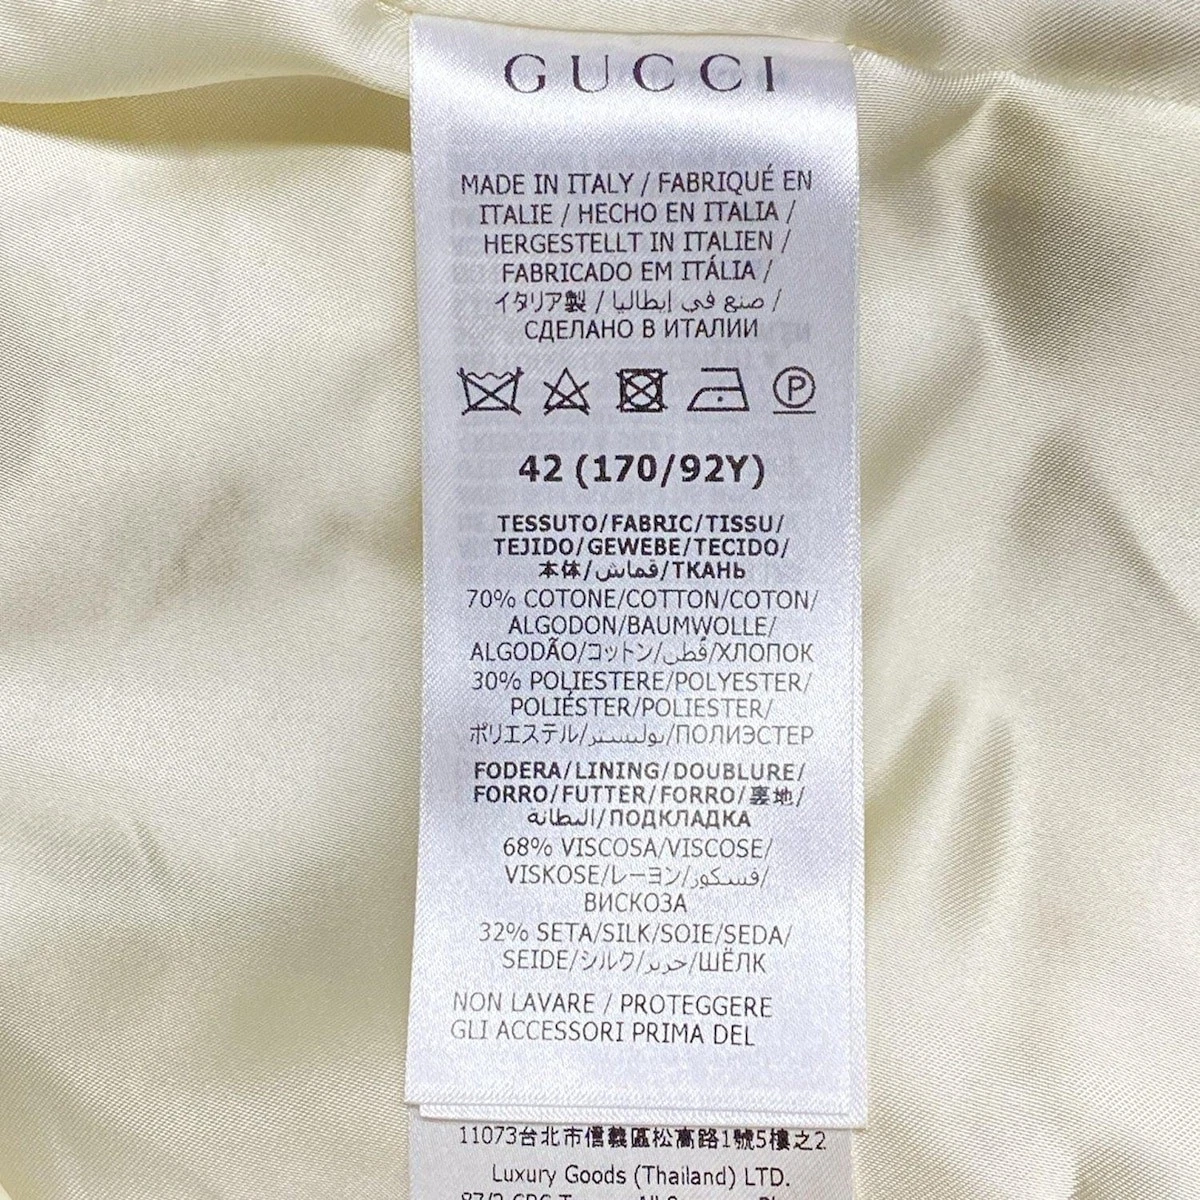 GUCCI
MADE IN ITALY / FABRIQUÉ EN
ITALIE / HECHO EN ITALIA /
HERGESTELLT IN ITALIEN /
FABRICADO EM ITÁLIA /
イタリア製 / صنع في إيطاليا /
СДЕЛАНО В ИТАЛИИ
P
42 (170/92Y)
TESSUTO/FABRIC/TISSU/
TEJIDO/GEWEBE/TECIDO/
本体/قماش/ТКАНЬ
70% COTONE/COTTON/COTON/
ALGODON/BAUMWOLLE/
ALGODÃO/コットン/قطن/ХЛОПОК
30% POLIESTERE/POLYESTER/
POLIÉSTER/POLIESTER/
ポリエステル/بوليستر/ПОЛИЭСТЕР
FODERA/LINING/DOUBLURE/
FORRO/FUTTER/FORRO/裏地/
البطانة/ПОДКЛАДКА
68% VISCOSA/VISCOSE/
VISKOSE/レーヨン/فسكوز/
ВИСКОЗА
32% SETA/SILK/SOIE/SEDA/
SEIDE/シルク/حرير/ШЁЛК
NON LAVARE / PROTEGGERE
GLI ACCESSORI PRIMA DEL
11073台北市信義區松高路1號5樓之2
Luxury Goods (Thailand) LTD.